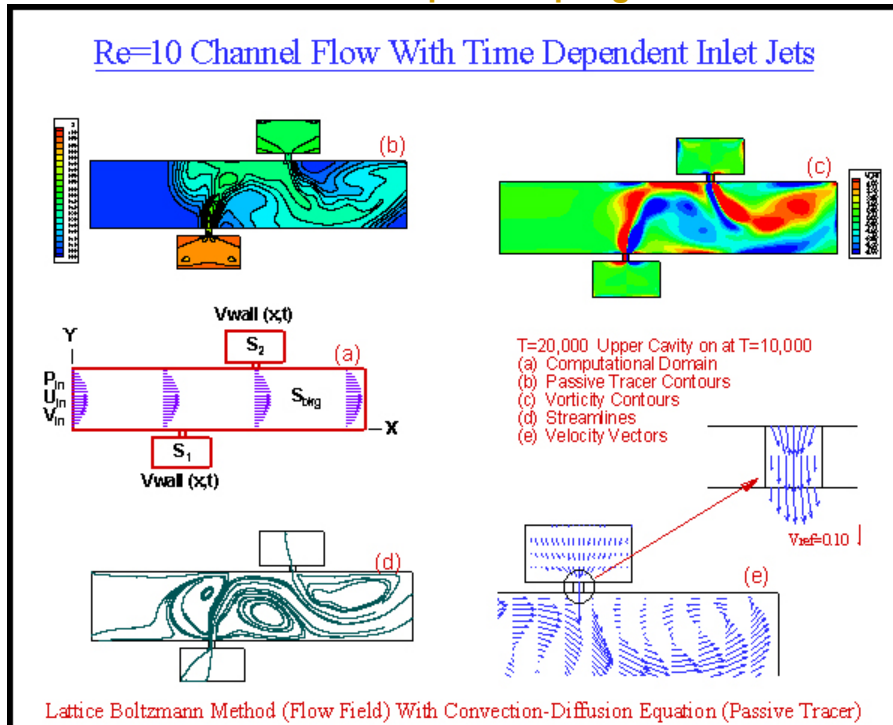 Re=10 Channel Flow With Time Dependent Inlet Jets
(b)
(c)
Vwall (x,t)
Y
S2
(a)
Pin
Uin
Vin
Sbkg
X
S1
Vwall (x,t)
T=20,000 Upper Cavity on at T=10,000
(a) Computational Domain
(b) Passive Tracer Contours
(c) Vorticity Contours
(d) Streamlines
(e) Velocity Vectors
Vref=0.10
(d)
(e)
Lattice Boltzmann Method (Flow Field) With Convection-Diffusion Equation (Passive Tracer)